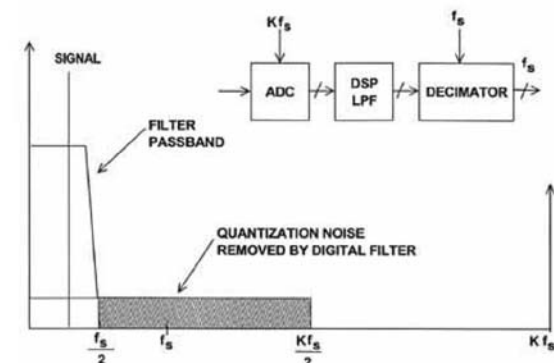 Kfs
fs
SIGNAL
fs
ADC
DSP
LPF
DECIMATOR
FILTER
PASSBAND
QUANTIZATION NOISE
REMOVED BY DIGITAL FILTER
fs
2
fs
Kfs
2
Kfs